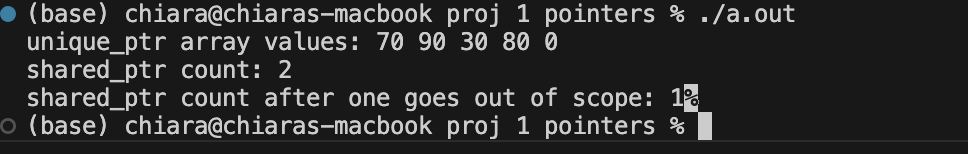 (base) chiara@chiaras-macbook proj 1 pointers % ./a.out
unique_ptr array values: 70 90 30 80 0
shared_ptr count: 2
shared_ptr count after one goes out of scope: 1%
(base) chiara@chiaras-macbook proj 1 pointers %